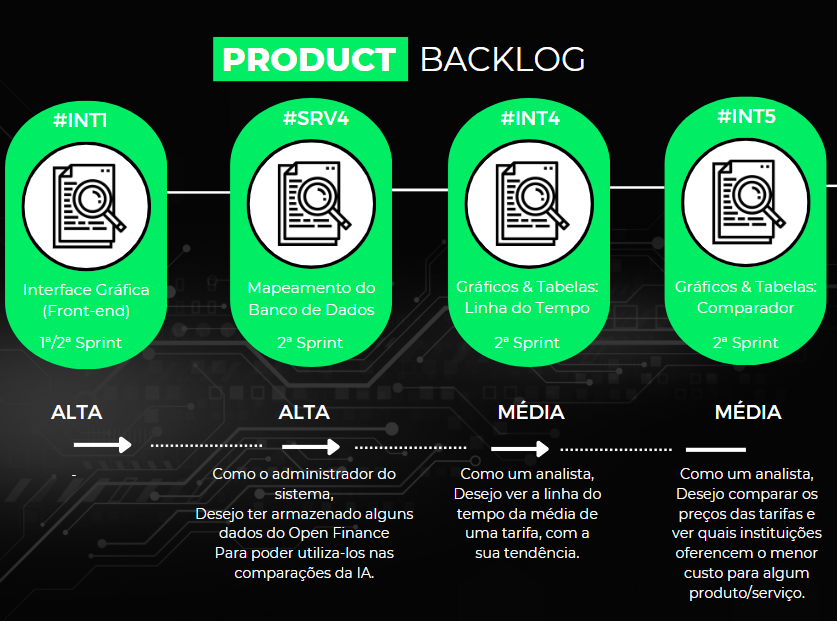 PRODUCT BACKLOG
#INT1
Interface Gráfica
(Front-end)
1ª/2ª Sprint
ALTA
-
#SRV4
Mapeamento do
Banco de Dados
2ª Sprint
ALTA
Como o administrador do
sistema,
Desejo ter armazenado alguns
dados do Open Finance
Para poder utiliza-los nas
comparações da IA.
#INT4
Gráficos & Tabelas:
Linha do Tempo
2ª Sprint
MÉDIA
Como um analista,
Desejo ver a linha do
tempo da média de
uma tarifa, com a
sua tendência.
#INT5
Gráficos & Tabelas:
Comparador
2ª Sprint
MÉDIA
Como um analista,
Desejo comparar os
preços das tarifas e
ver quais instituições
oferencem o menor
custo para algum
produto/serviço.